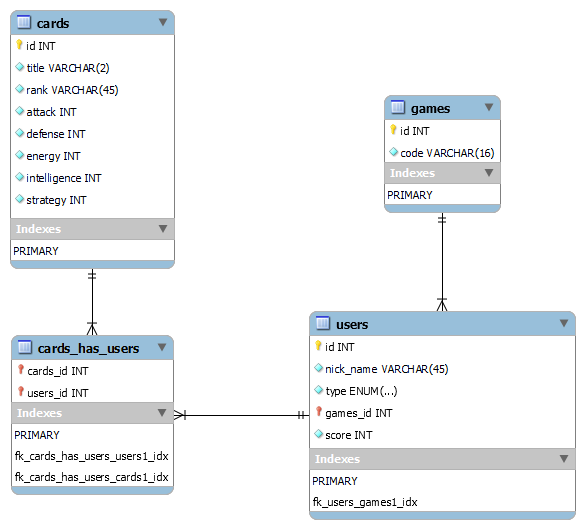 cards
id INT
title VARCHAR(2)
rank VARCHAR(45)
attack INT
defense INT
energy INT
intelligence INT
strategy INT
Indexes
PRIMARY
games
id INT
code VARCHAR(16)
Indexes
PRIMARY
cards_has_users
cards_id INT
users_id INT
Indexes
PRIMARY
fk_cards_has_users_users1_idx
fk_cards_has_users_cards1_idx
users
id INT
nick_name VARCHAR(45)
type ENUM(...)
games_id INT
score INT
Indexes
PRIMARY
fk_users_games1_idx